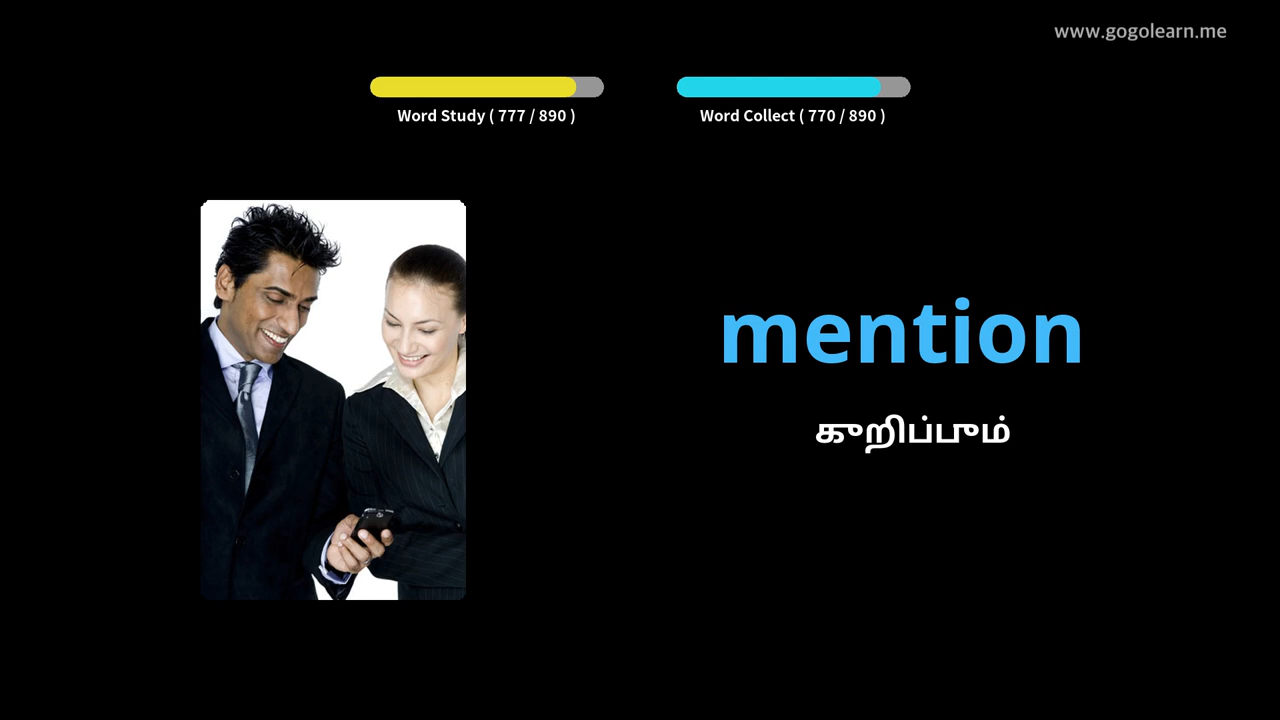 www.gogolearn.me
Word Study ( 777 / 890 )
Word Collect ( 770 / 890 )
mention
குறிப்பும்